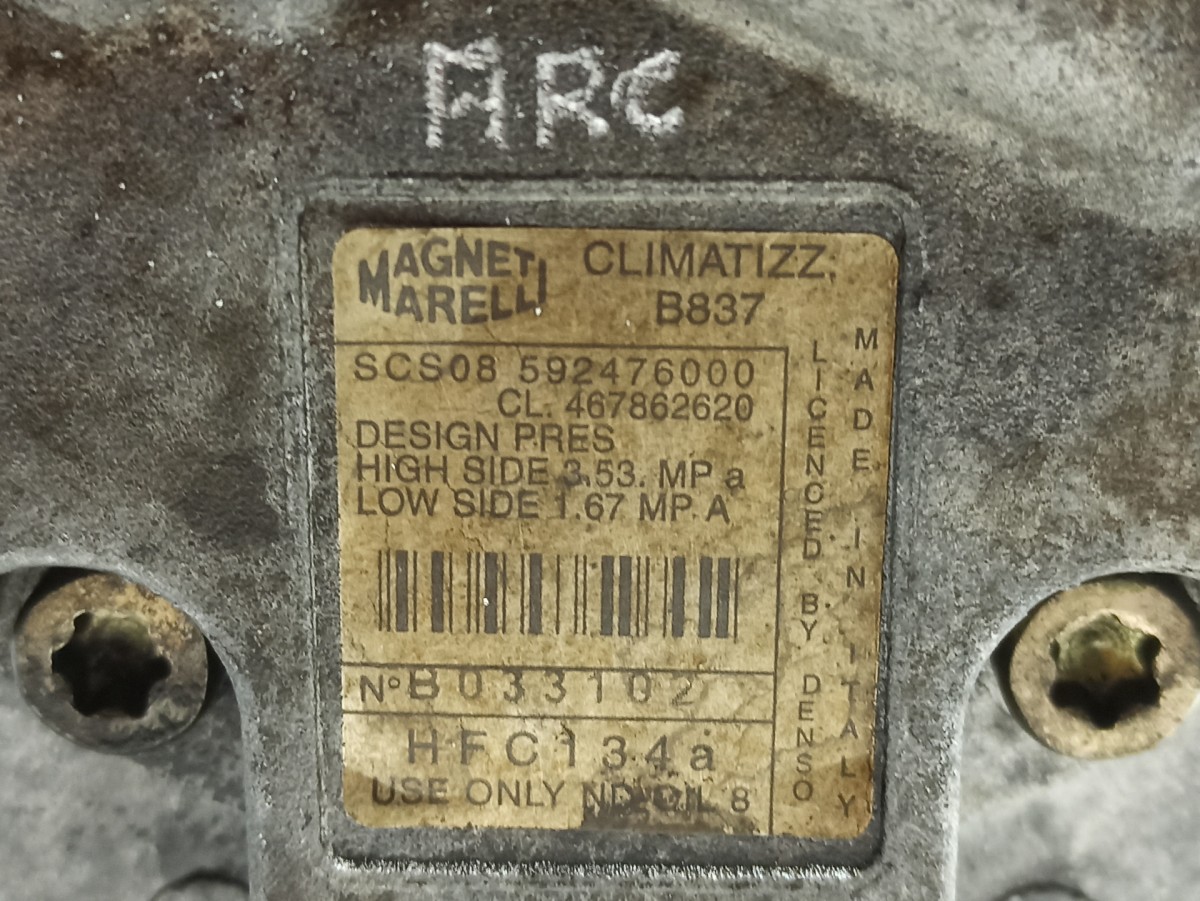 ARC
MAGNETI MARELLI
CLIMATIZZ.
B837
SCS08 592476000
CL. 467862620
DESIGN PRES
HIGH SIDE 3.53. MP a
LOW SIDE 1.67 MP. A
N° B033102
HFC134a
USE ONLY ND-OIL 8
LICENCED BY DENSO
MADE IN ITALY